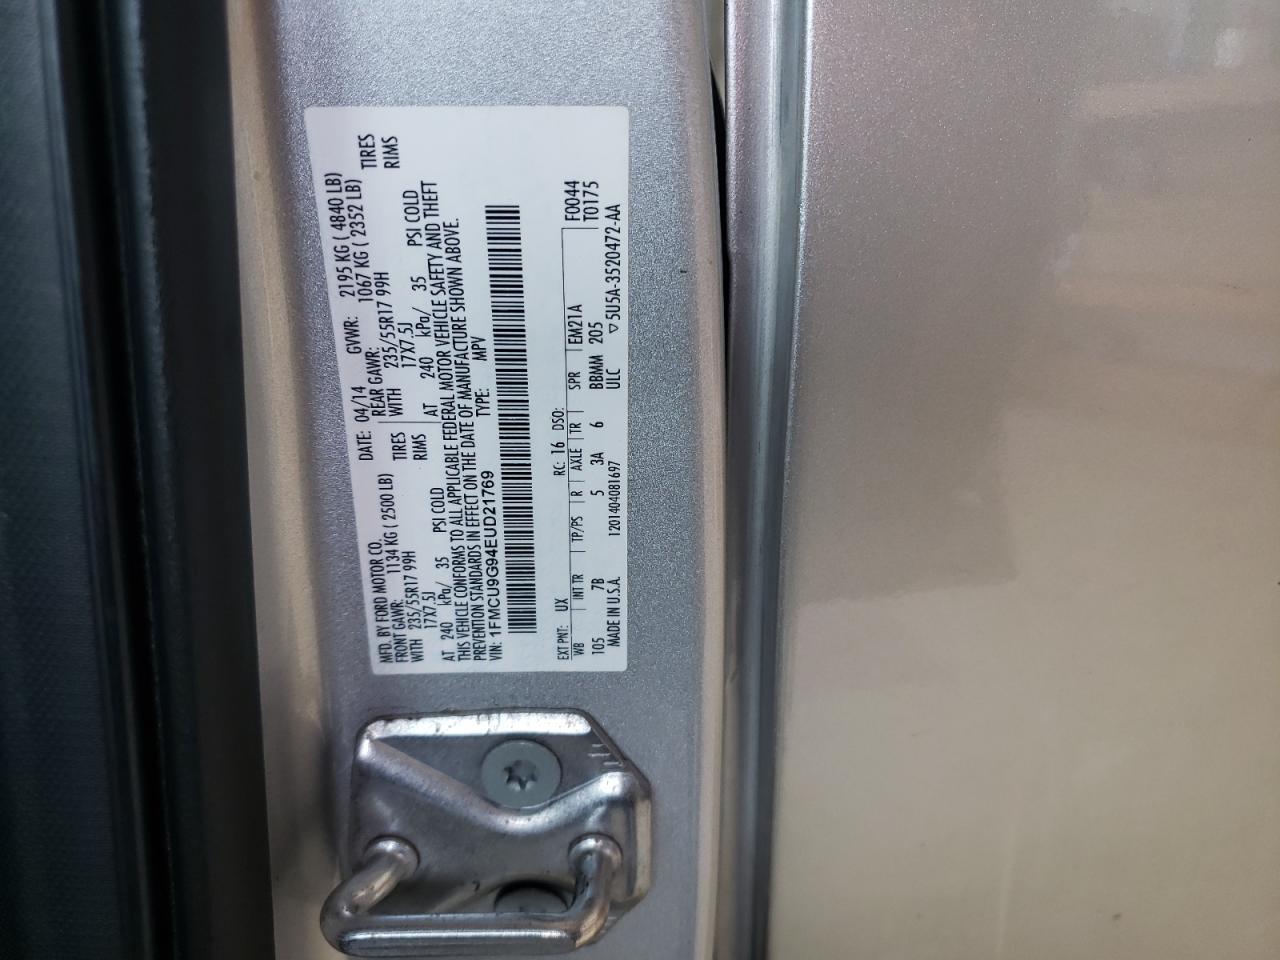 MFD. BY FORD MOTOR CO. DATE: 04/14 GVWR: 2195 KG ( 4840 LB)
FRONT GAWR: 1134 KG ( 2500 LB) REAR GAWR: 1067 KG ( 2352 LB)
WITH 235/55R17 99H TIRES WITH 235/55R17 99H TIRES
17X7.5J RIMS 17X7.5J RIMS
AT 240 kPa/ 35 PSI COLD AT 240 kPa/ 35 PSI COLD
THIS VEHICLE CONFORMS TO ALL APPLICABLE FEDERAL MOTOR VEHICLE SAFETY AND THEFT
PREVENTION STANDARDS IN EFFECT ON THE DATE OF MANUFACTURE SHOWN ABOVE.
VIN: 1FMCU9G94EUD21769 TYPE: MPV
EXT PNT: UX RC: 16 DSO: F0044
WB INT TR TP/PS R AXLE TR SPR EM21A T0175
105 7B 5 3A 6 BBMM 205
MADE IN U.S.A. 1201404081697 ULC ▽5U5A-3520472-AA